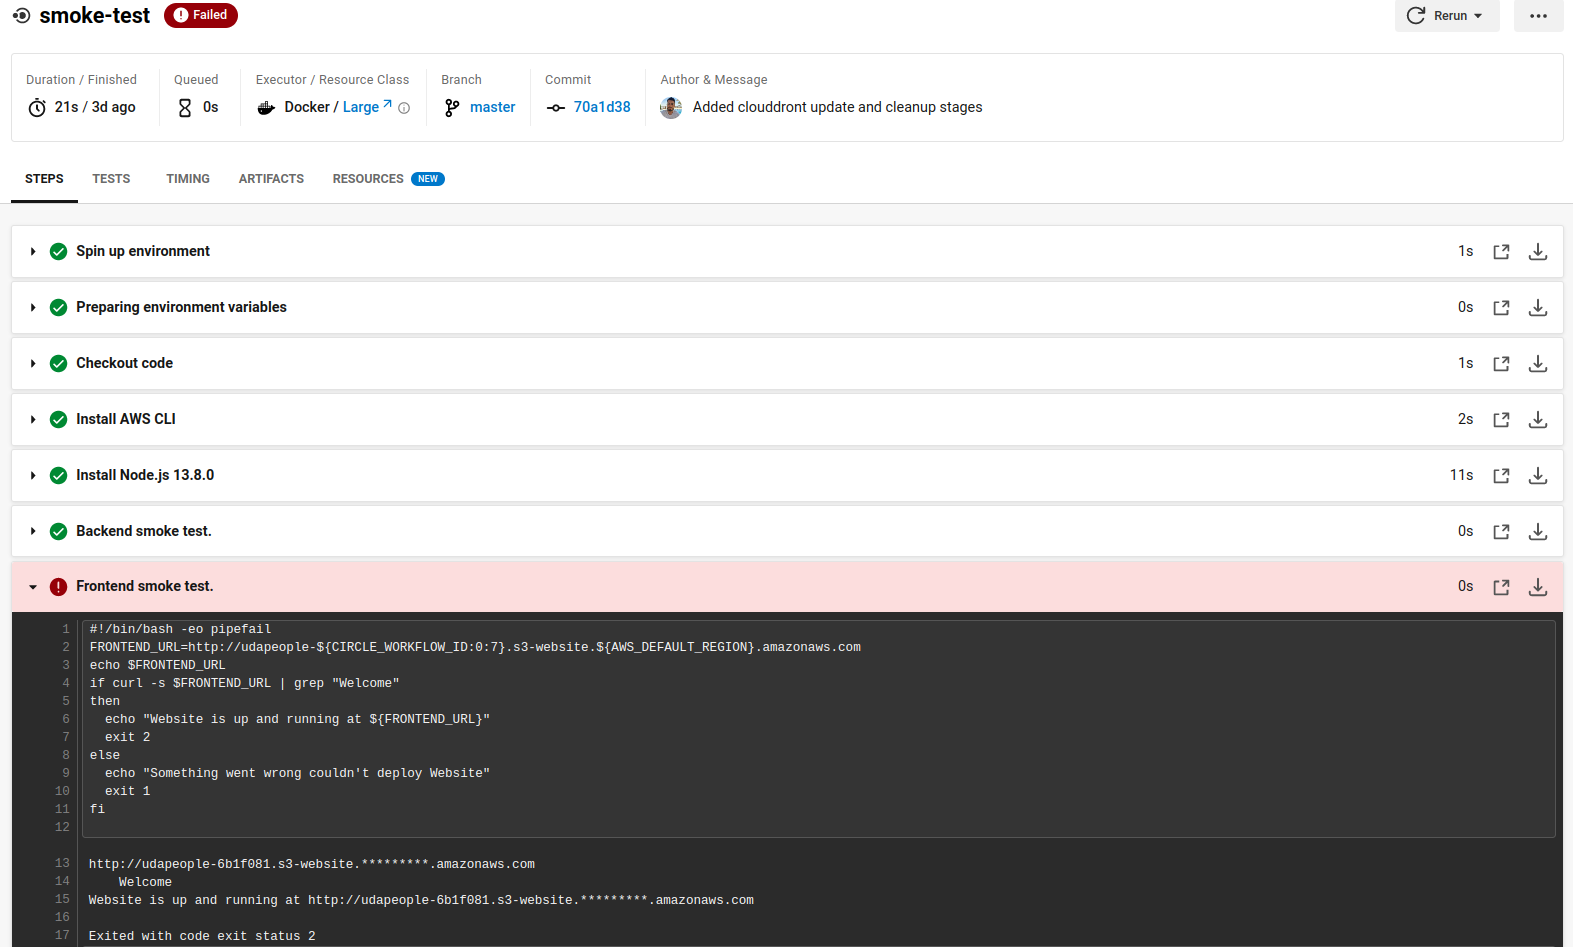 smoke-test Failed Rerun
Duration / Finished Queued Executor / Resource Class Branch Commit Author & Message
21s / 3d ago 0s Docker / Large master 70a1d38 Added clouddront update and cleanup stages
STEPS TESTS TIMING ARTIFACTS RESOURCES NEW
Spin up environment 1s
Preparing environment variables 0s
Checkout code 1s
Install AWS CLI 2s
Install Node.js 13.8.0 11s
Backend smoke test. 0s
Frontend smoke test. 0s
1 #!/bin/bash -eo pipefail
2 FRONTEND_URL=http://udapeople-${CIRCLE_WORKFLOW_ID:0:7}.s3-website.${AWS_DEFAULT_REGION}.amazonaws.com
3 echo $FRONTEND_URL
4 if curl -s $FRONTEND_URL | grep "Welcome"
5 then
6 echo "Website is up and running at ${FRONTEND_URL}"
7 exit 2
8 else
9 echo "Something went wrong couldn't deploy Website"
10 exit 1
11 fi
12
13 http://udapeople-6b1f081.s3-website.*********.amazonaws.com
14 Welcome
15 Website is up and running at http://udapeople-6b1f081.s3-website.*********.amazonaws.com
16
17 Exited with code exit status 2